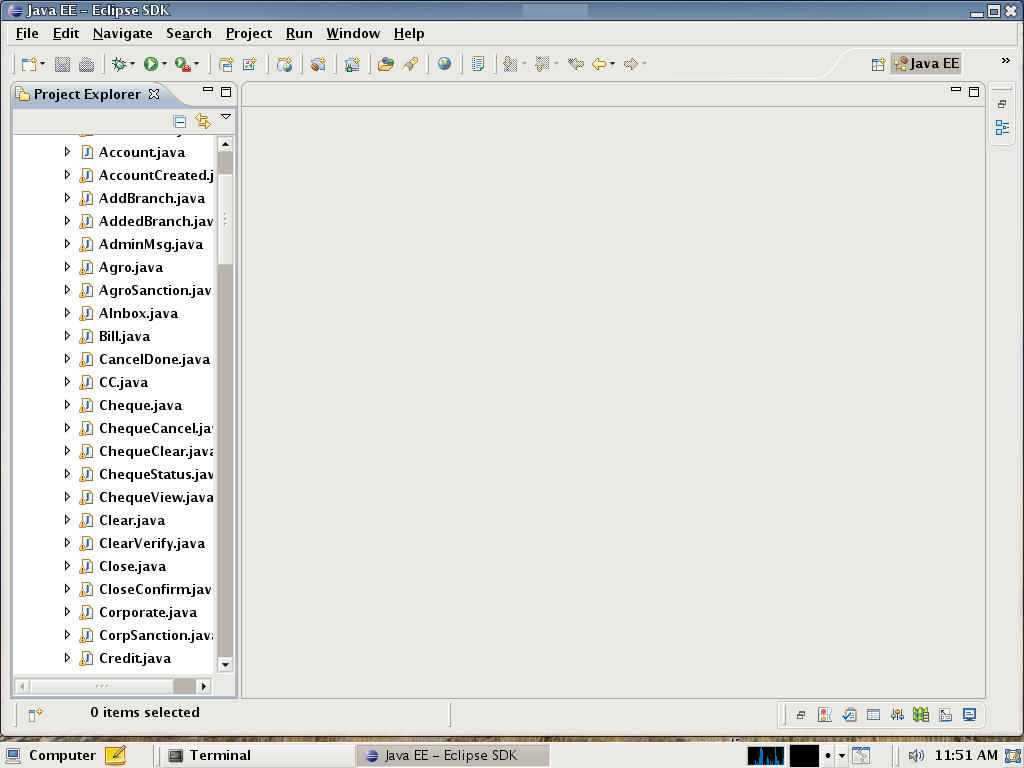 Java EE - Eclipse SDK
File Edit Navigate Search Project Run Window Help
Java EE »
Project Explorer
Account.java
AccountCreated.j
AddBranch.java
AddedBranch.jav
AdminMsg.java
Agro.java
AgroSanction.jav
AInbox.java
Bill.java
CancelDone.java
CC.java
Cheque.java
ChequeCancel.jav
ChequeClear.java
ChequeStatus.jav
ChequeView.java
Clear.java
ClearVerify.java
Close.java
CloseConfirm.jav
Corporate.java
CorpSanction.java
Credit.java
0 items selected
Computer Terminal Java EE - Eclipse SDK 11:51 AM